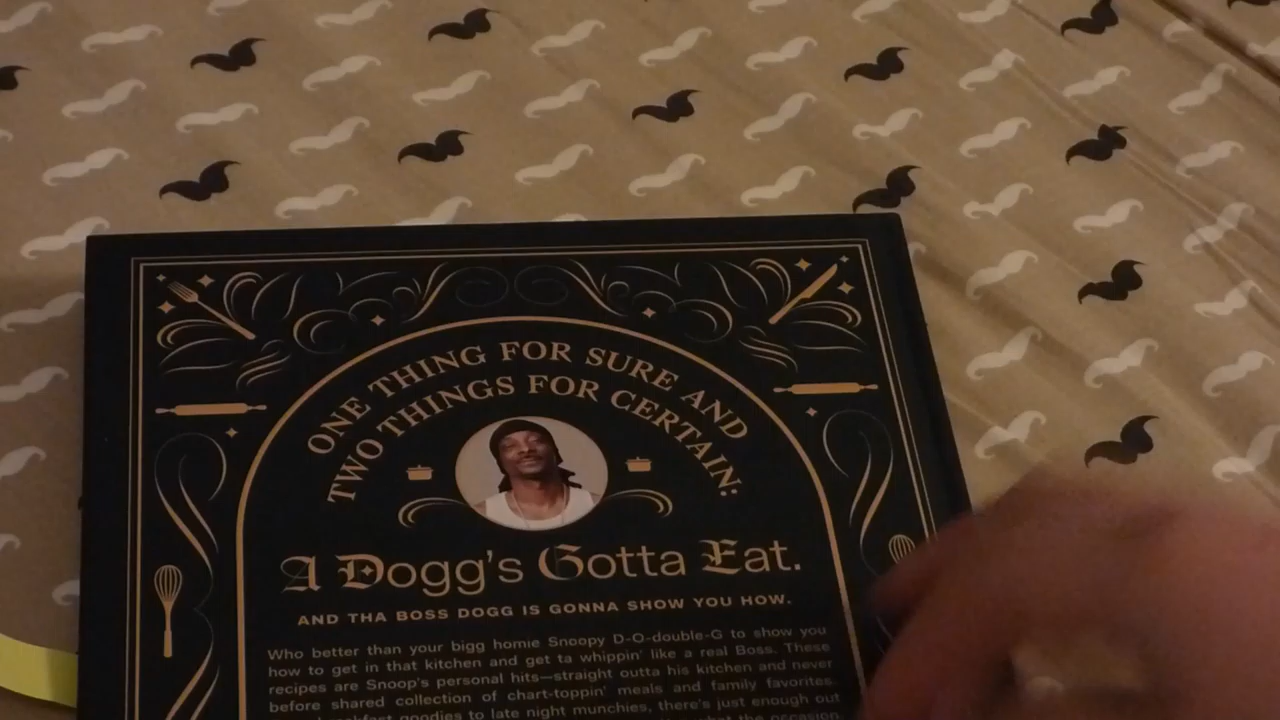 ONE THING FOR SURE AND
TWO THINGS FOR CERTAIN:
A Dogg's Gotta Eat.
AND THA BOSS DOGG IS GONNA SHOW YOU HOW.
Who better than your bigg homie Snoopy D-O-double-G to show you
how to get in that kitchen and get ta whippin' like a real Boss. These
recipes are Snoop's personal hits—straight outta his kitchen and never
before shared collection of chart-toppin' meals and family favorites.
goodies to late night munchies, there's just enough out
what the occasion